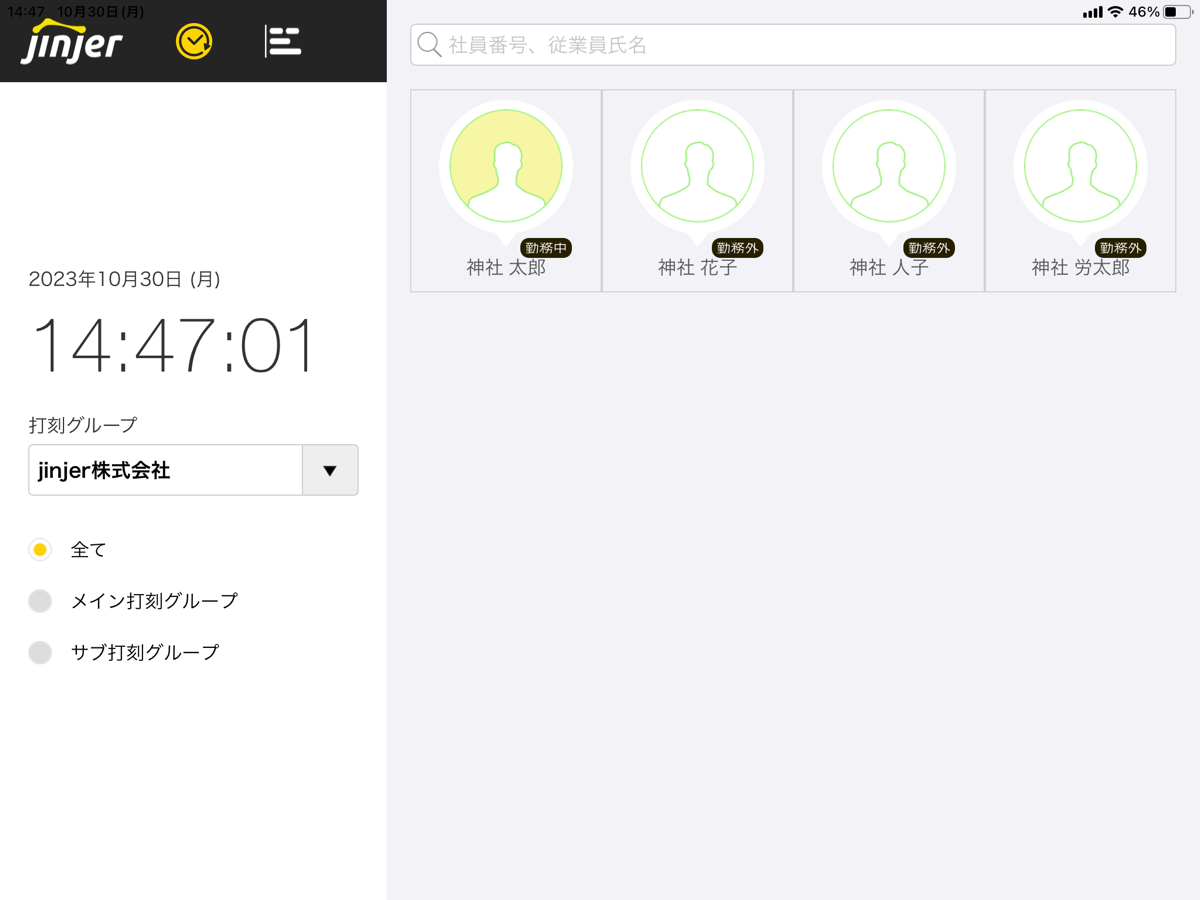 14:47 10月30日(月)
46%
jinjer
社員番号、従業員氏名
勤務中
神社 太郎
勤務外
神社 花子
勤務外
神社 人子
勤務外
神社 労太郎
2023年10月30日 (月)
14:47:01
打刻グループ
jinjer株式会社
全て
メイン打刻グループ
サブ打刻グループ